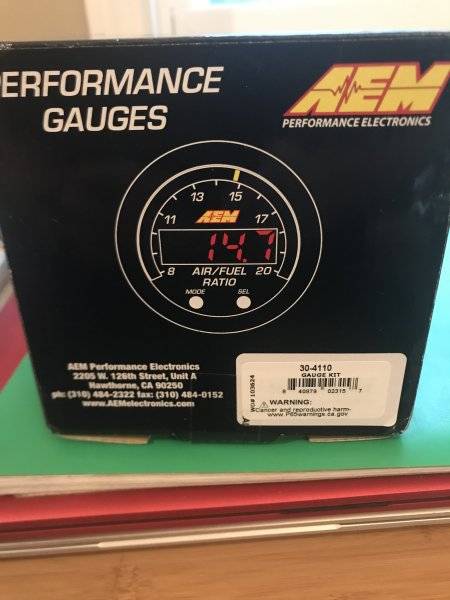 PERFORMANCE
GAUGES
AEM
PERFORMANCE ELECTRONICS
13 15
11 17
AEM
14.7
8 AIR/FUEL 20
RATIO
MODE SEL
AEM Performance Electronics
2205 W. 126th Street, Unit A
Hawthorne, CA 90250
ph: (310) 484-2322 fax: (310) 484-0152
www.AEMelectronics.com
30-4110
GAUGE KIT
WO# 103624
WARNING:
Cancer and reproductive harm-
www.P65warnings.ca.gov